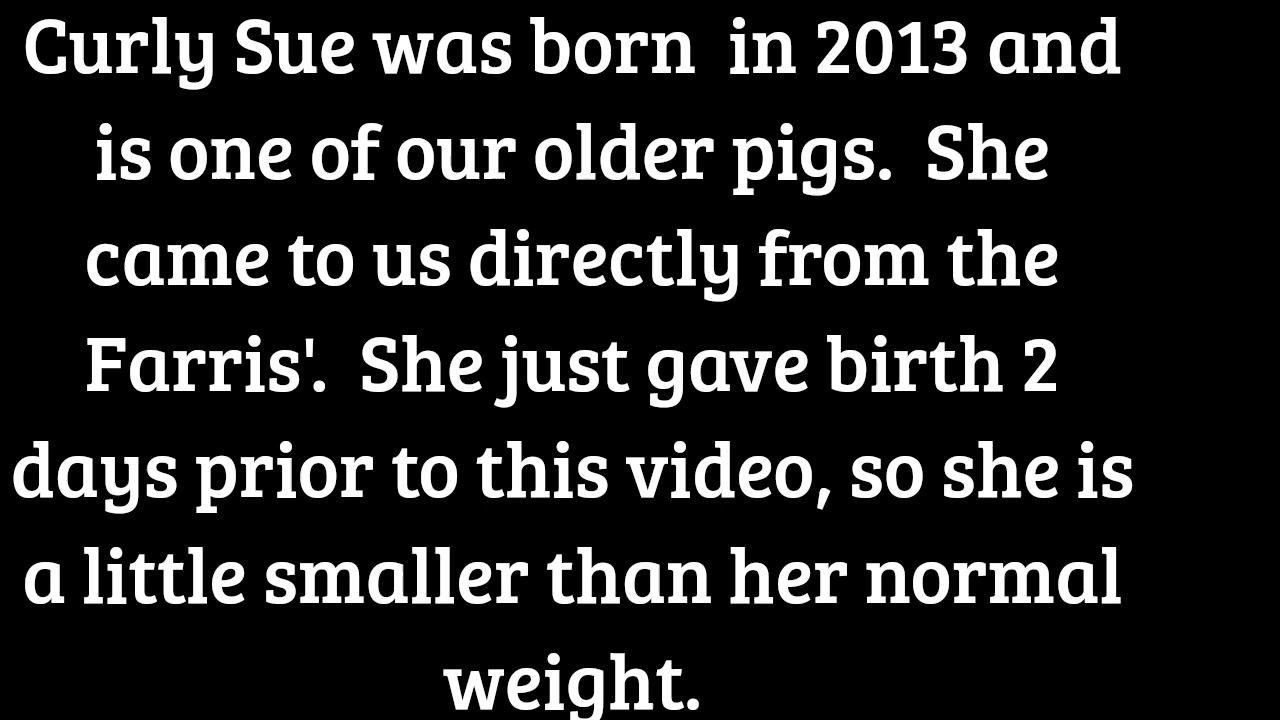 Curly Sue was born  in 2013 and
is one of our older pigs.  She
came to us directly from the
Farris'.  She just gave birth 2
days prior to this video, so she is
a little smaller than her normal
weight.